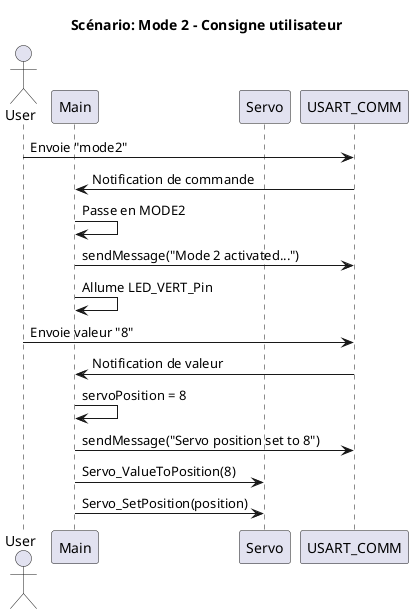 Scénario: Mode 2 - Consigne utilisateur
User
Main
Servo
USART_COMM
Envoie "mode2"
Notification de commande
Passe en MODE2
sendMessage("Mode 2 activated...")
Allume LED_VERT_Pin
Envoie valeur "8"
Notification de valeur
servoPosition = 8
sendMessage("Servo position set to 8")
Servo_ValueToPosition(8)
Servo_SetPosition(position)
User
Main
Servo
USART_COMM